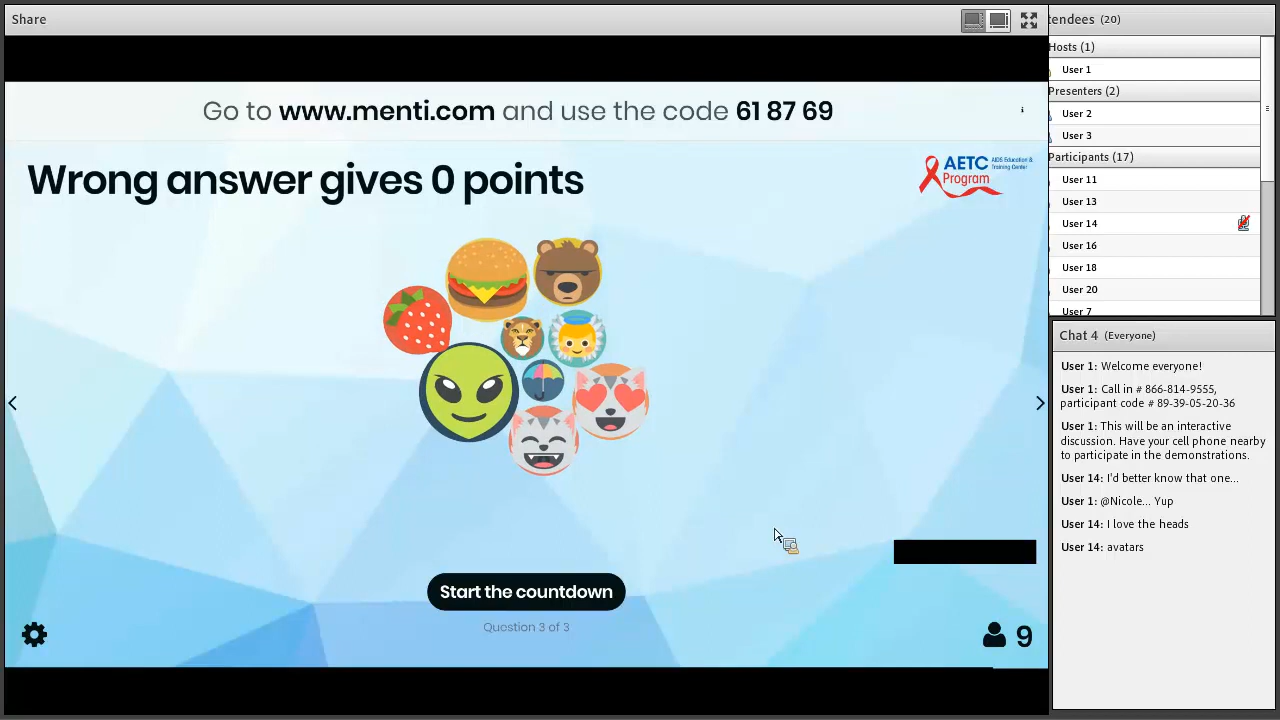 Share
Go to www.menti.com and use the code 61 87 69
Wrong answer gives 0 points
AETC AIDS Education &
Training Center
Program
Start the countdown
Question 3 of 3
9
tendees (20)
Hosts (1)
User 1
Presenters (2)
User 2
User 3
Participants (17)
User 11
User 13
User 14
User 16
User 18
User 20
User 7
Chat 4 (Everyone)
User 1: Welcome everyone!
User 1: Call in # 866-814-9555,
participant code # 89-39-05-20-36
User 1: This will be an interactive
discussion. Have your cell phone nearby
to participate in the demonstrations.
User 14: I'd better know that one...
User 1: @Nicole... Yup
User 14: I love the heads
User 14: avatars